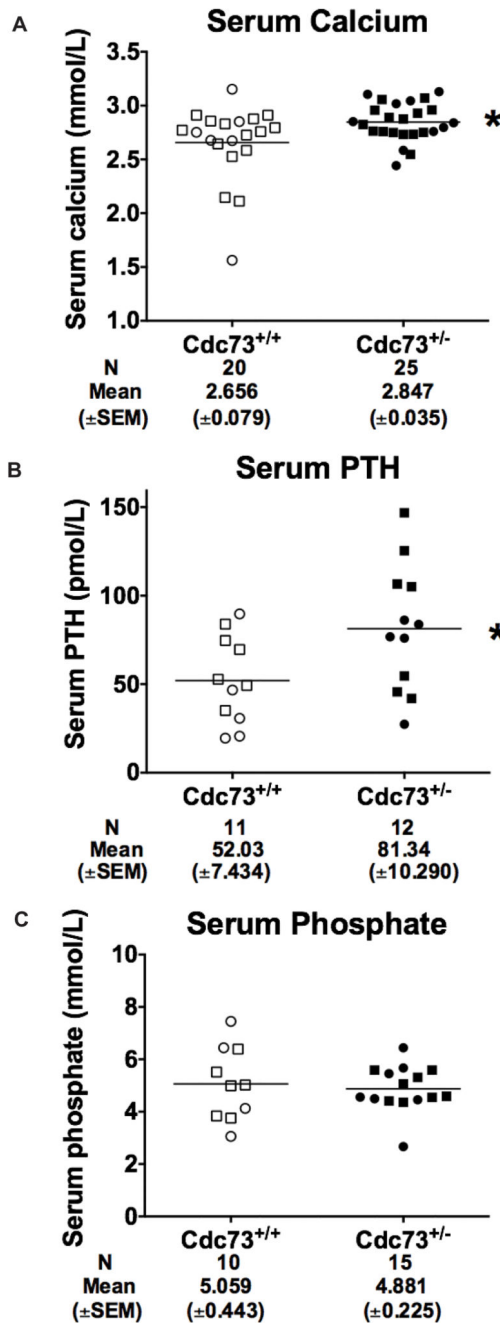 A
Serum Calcium
Serum calcium (mmol/L)
3.5
3.0
2.5
2.0
1.5
1.0
*
Cdc73+/+ Cdc73+/-
N 20 25
Mean 2.656 2.847
(±SEM) (±0.079) (±0.035)
B
Serum PTH
Serum PTH (pmol/L)
150
100
50
0
*
Cdc73+/+ Cdc73+/-
N 11 12
Mean 52.03 81.34
(±SEM) (±7.434) (±10.290)
C
Serum Phosphate
Serum phosphate (mmol/L)
10
8
6
4
2
0
Cdc73+/+ Cdc73+/-
N 10 15
Mean 5.059 4.881
(±SEM) (±0.443) (±0.225)